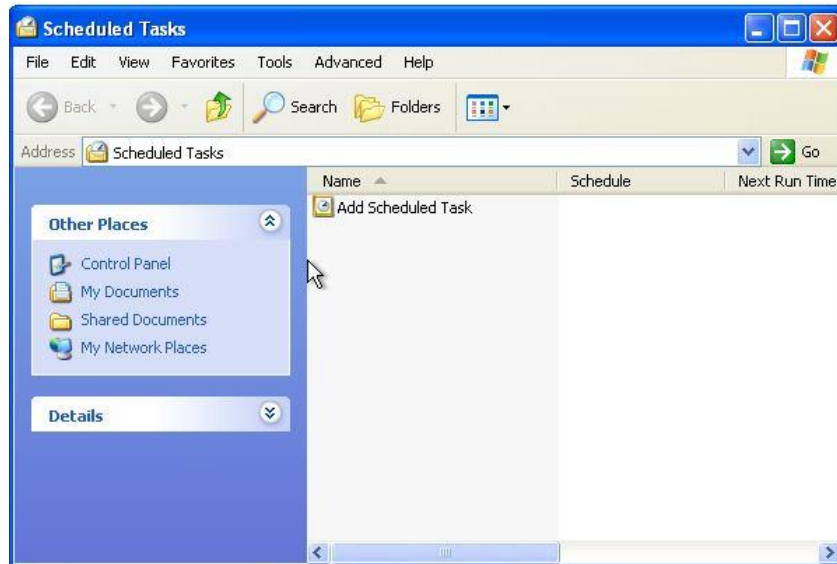 Scheduled Tasks
File Edit View Favorites Tools Advanced Help
Back Search Folders
Address Scheduled Tasks Go
Name Schedule Next Run Time
Add Scheduled Task
Other Places
Control Panel
My Documents
Shared Documents
My Network Places
Details